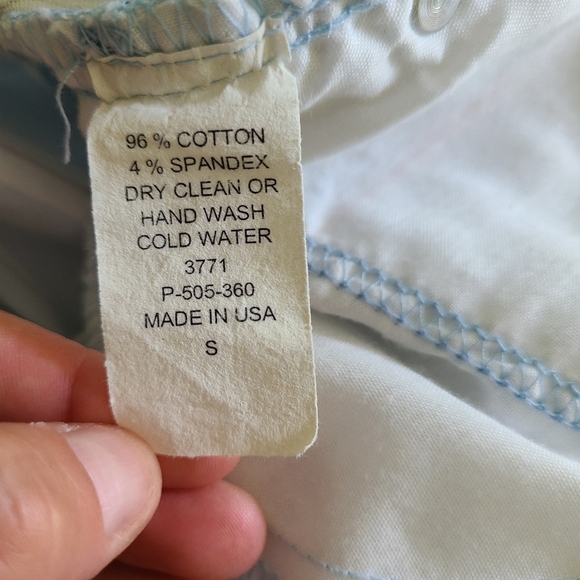 96 % COTTON
4 % SPANDEX
DRY CLEAN OR
HAND WASH
COLD WATER
3771
P-505-360
MADE IN USA
S